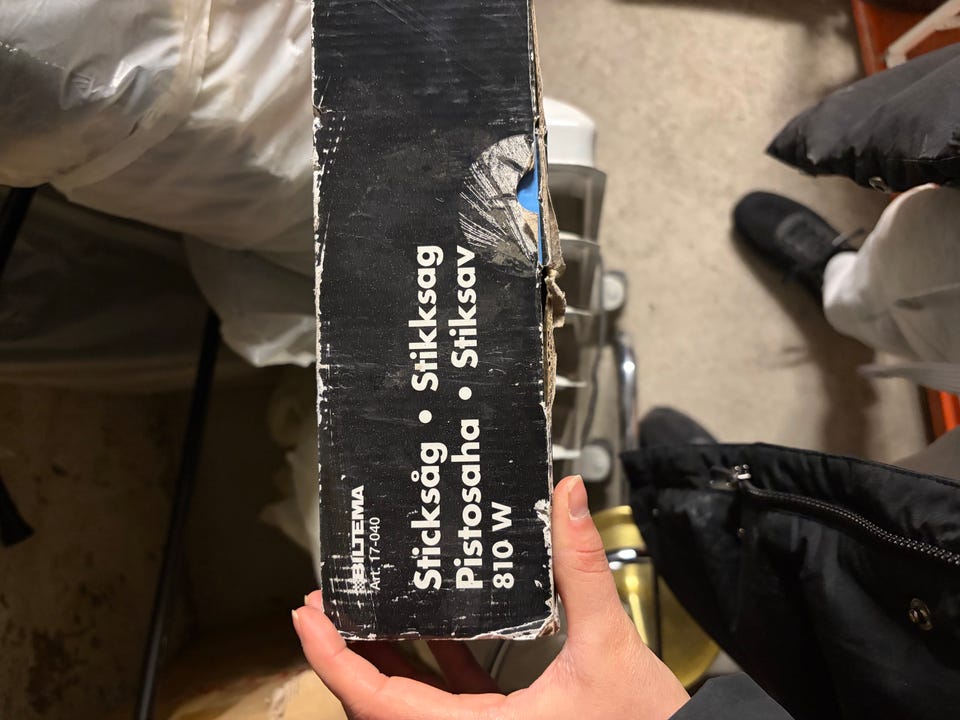 BILTEMA
Art. 17-040
Sticksåg • Stikksag
Pistosaha • Stiksav
810 W